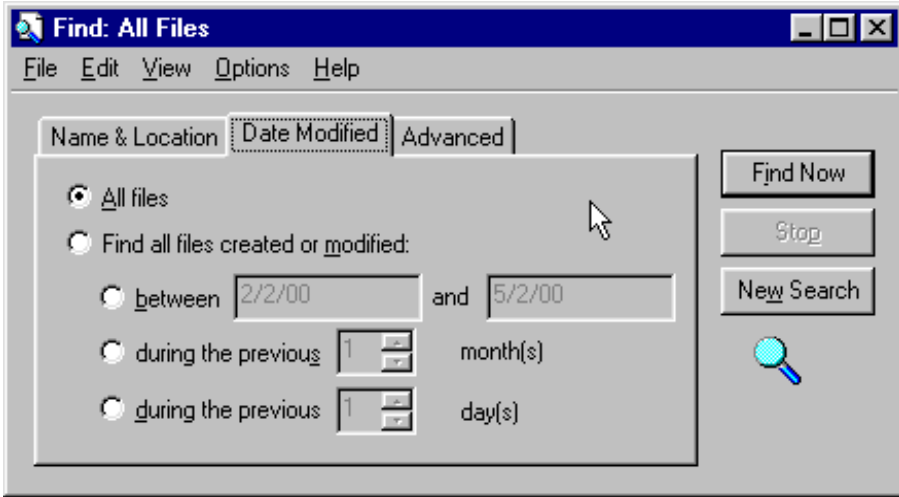 Find: All Files
File Edit View Options Help
Name & Location Date Modified Advanced
All files
Find all files created or modified:
between 2/2/00 and 5/2/00
during the previous 1 month(s)
during the previous 1 day(s)
Find Now
Stop
New Search